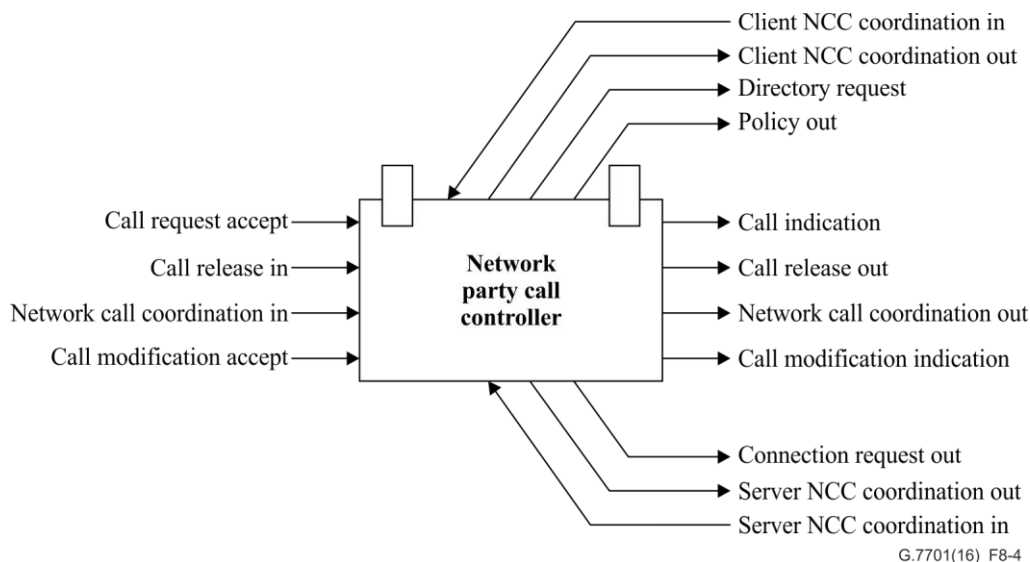 Client NCC coordination in
Client NCC coordination out
Directory request
Policy out
Call request accept
Call release in
Network call coordination in
Call modification accept
Network
party call
controller
Call indication
Call release out
Network call coordination out
Call modification indication
Connection request out
Server NCC coordination out
Server NCC coordination in
G.7701(16)_F8-4